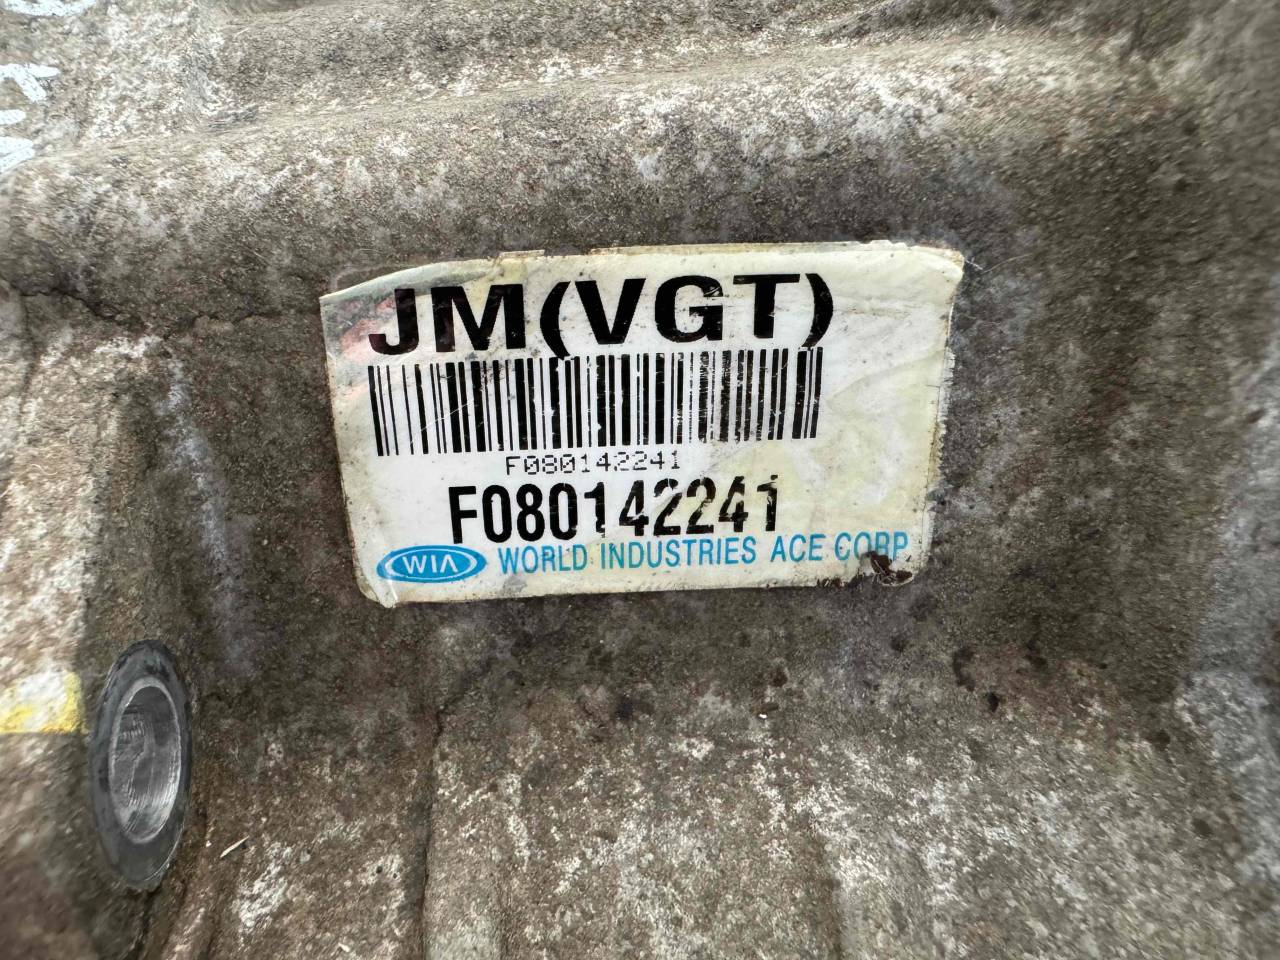 JM(VGT)
F080142241
F080142241
WIA WORLD INDUSTRIES ACE CORP